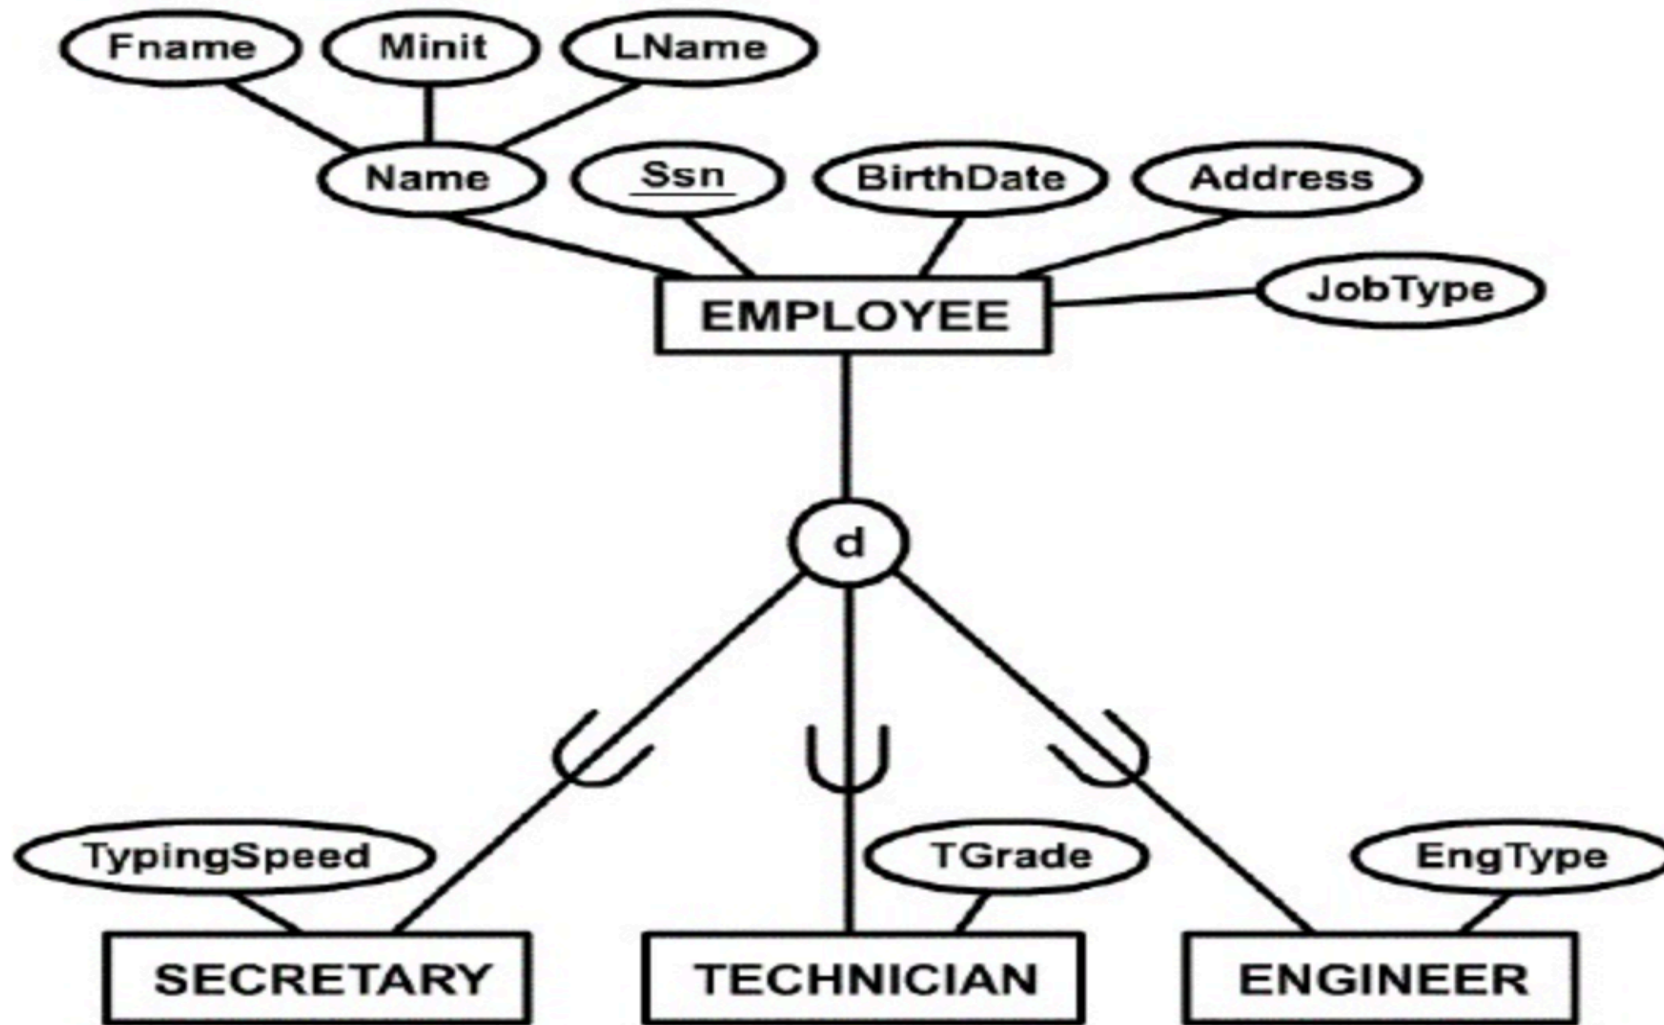 Fname Minit LName
Name Ssn BirthDate Address
JobType
EMPLOYEE
d
TypingSpeed TGrade EngType
SECRETARY TECHNICIAN ENGINEER